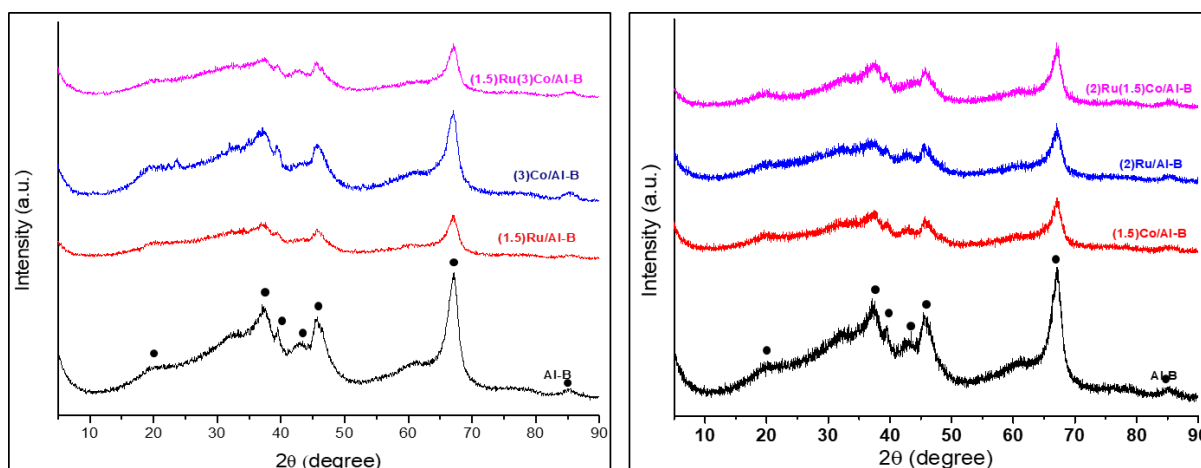 Intensity (a.u.)
(1.5)Ru(3)Co/Al-B
(3)Co/Al-B
(1.5)Ru/Al-B
Al-B
10 20 30 40 50 60 70 80 90
2θ (degree)
Intensity (a.u.)
(2)Ru(1.5)Co/Al-B
(2)Ru/Al-B
(1.5)Co/Al-B
Al-B
10 20 30 40 50 60 70 80 90
2θ (degree)